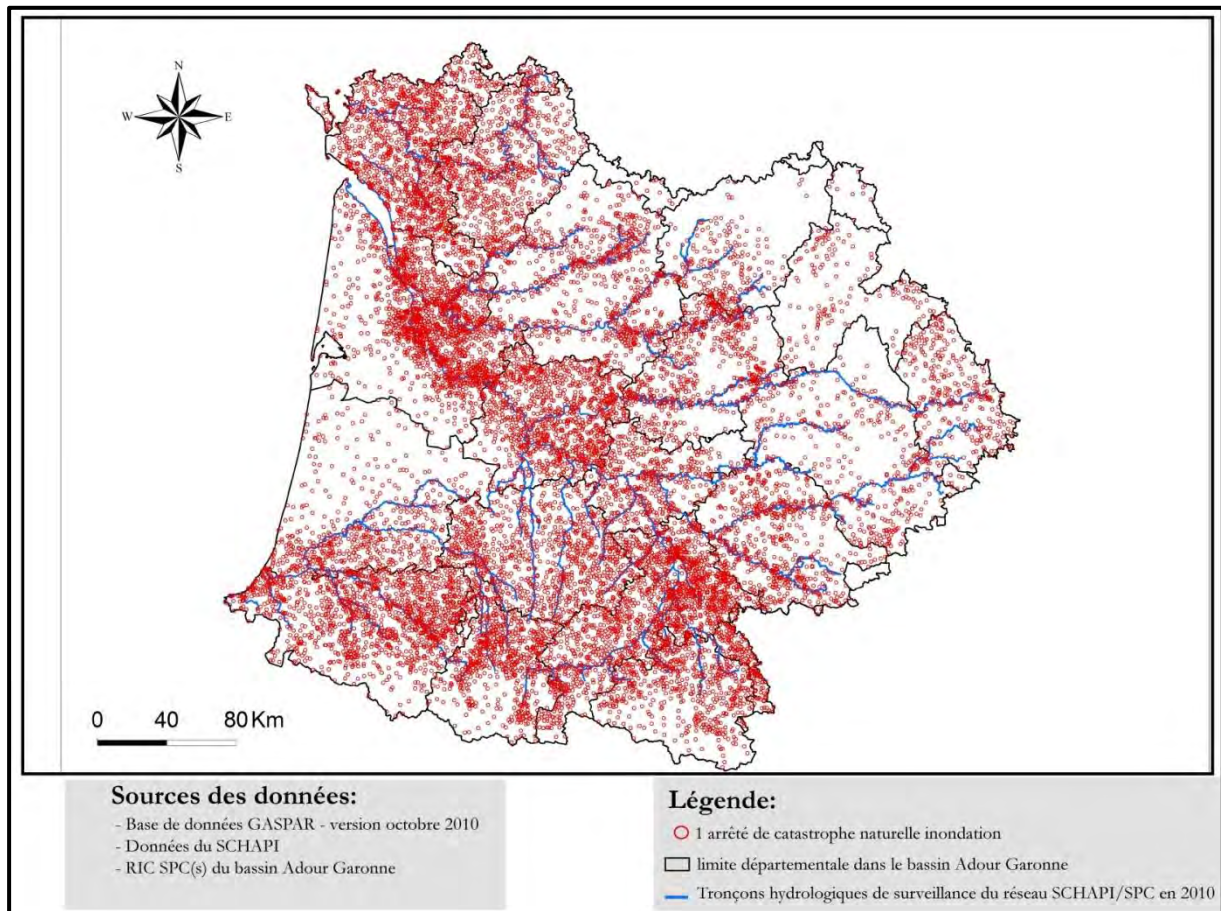 N
W E
S
0 40 80 Km
Sources des données:
- Base de données GASPAR - version octobre 2010
- Données du SCHAPI
- RIC SPC(s) du bassin Adour Garonne
Légende:
1 arrêté de catastrophe naturelle inondation
limite départementale dans le bassin Adour Garonne
Tronçons hydrologiques de surveillance du réseau SCHAPI/SPC en 2010